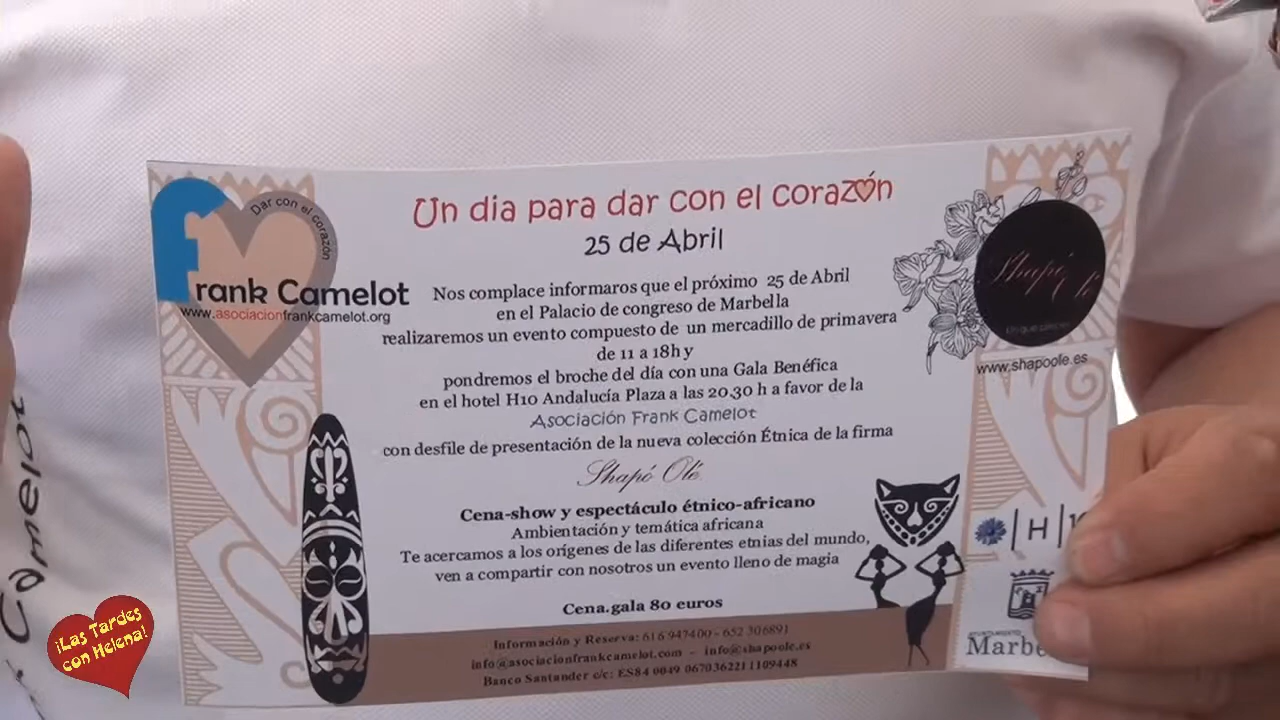 Un dia para dar con el corazón
25 de Abril
Dar con el corazón
frank Camelot
www.asociacionfrankcamelot.org
Nos complace informaros que el próximo 25 de Abril
en el Palacio de congreso de Marbella
realizaremos un evento compuesto de un mercadillo de primavera
de 11 a 18h y
pondremos el broche del día con una Gala Benéfica
en el hotel H10 Andalucía Plaza a las 20.30 h a favor de la
Asociación Frank Camelot
con desfile de presentación de la nueva colección Étnica de la firma
Shapó Olé
Cena-show y espectáculo étnico-africano
Ambientación y temática africana
Te acercamos a los orígenes de las diferentes etnias del mundo,
ven a compartir con nosotros un evento lleno de magia
Cena.gala 80 euros
Información y Reserva: 616 947400 - 652 306891
info@asociacionfrankcamelot.com - info@shapoole.es
Banco Santander c/c: ES84 0049 0670362211109448
Shapó
www.shapoole.es
H
AYUNTAMIENTO
Marbe
Camelot
¡Las Tardes
con Helena!